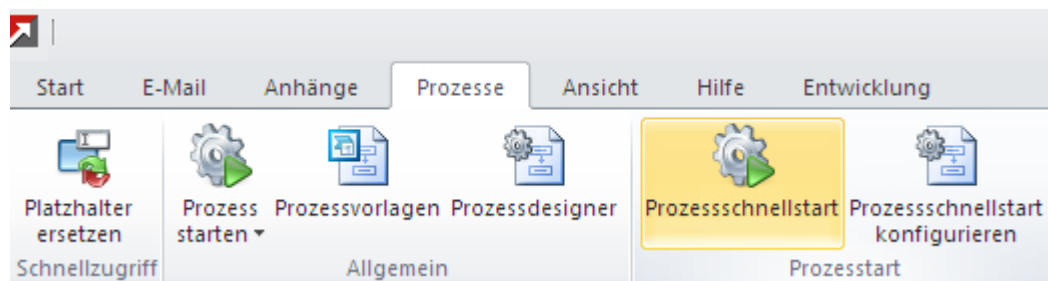 Start E-Mail Anhänge Prozesse Ansicht Hilfe Entwicklung
Platzhalter ersetzen
Prozess starten
Prozessvorlagen
Prozessdesigner
Prozessschnellstart
Prozessschnellstart konfigurieren
Schnellzugriff Allgemein Prozesstart